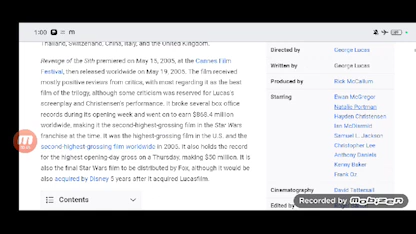 1:00
Thailand, Switzerland, China, Italy, and the United Kingdom.
Revenge of the Sith premiered on May 15, 2005, at the Cannes Film
Festival, then released worldwide on May 19, 2005. The film received
mostly positive reviews from critics, with most regarding it as the best
film of the trilogy, although some criticism was reserved for Lucas's
screenplay and Christensen's performance. It broke several box office
records during its opening week and went on to earn $868.4 million
worldwide, making it the second-highest-grossing film in the Star Wars
franchise at the time. It was the highest-grossing film in the U.S. and the
second-highest-grossing film worldwide in 2005. It also holds the
record for the highest opening-day gross on a Thursday, making $50 million. It is
also the final Star Wars film to be distributed by Fox, although it would be
also acquired by Disney 5 years after it acquired Lucasfilm.
Contents
Directed by George Lucas
Written by George Lucas
Produced by Rick McCallum
Starring Ewan McGregor
Natalie Portman
Hayden Christensen
Ian McDiarmid
Samuel L. Jackson
Christopher Lee
Anthony Daniels
Kenny Baker
Frank Oz
Cinematography David Tattersall
Edited by
Recorded by mobizen